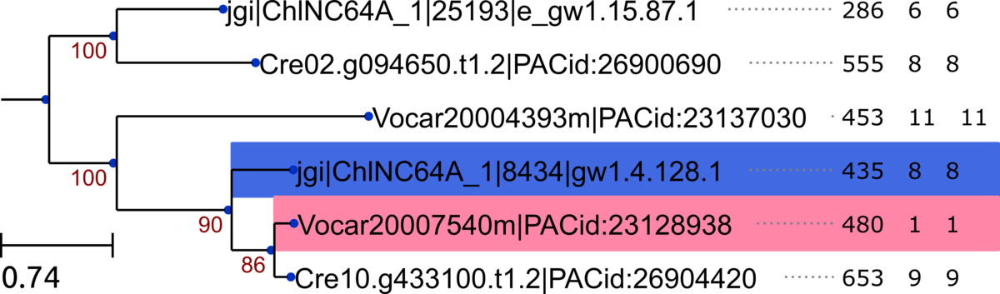 jgi|ChlNC64A_1|25193|e_gw1.15.87.1 286 6 6
100
Cre02.g094650.t1.2|PACid:26900690 555 8 8
Vocar20004393m|PACid:23137030 453 11 11
jgi|ChlNC64A_1|8434|gw1.4.128.1 435 8 8
100
90 Vocar20007540m|PACid:23128938 480 1 1
86
0.74 Cre10.g433100.t1.2|PACid:26904420 653 9 9